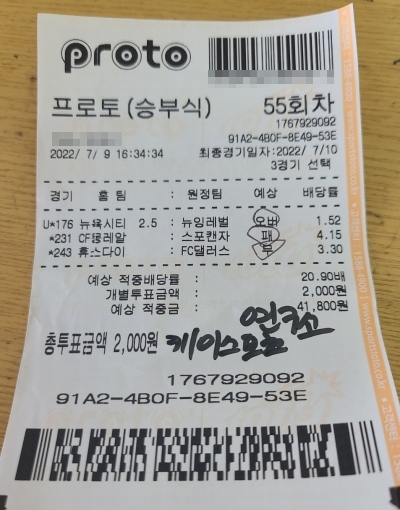 proto
프로토(승부식) 55회차
1767929092
91A2-4B0F-8E49-53E
2022/ 7/ 9 16:34:34 최종경기일자:2022/ 7/10
3경기 선택
경기 홈 팀 : 원정팀 예상 배당률
U*176 뉴욕시티 2.5 : 뉴잉레벌 오버 1.52
*231 CF몽레알 : 스포캔자 패 4.15
*243 휴스다이 : FC댈러스 무 3.30
예상 적중배당률 : 20.90배
개별투표금액 : 2,000원
예상 적중금 : 41,800원
총투표금액 2,000원
1767929092
91A2-4B0F-8E49-53E